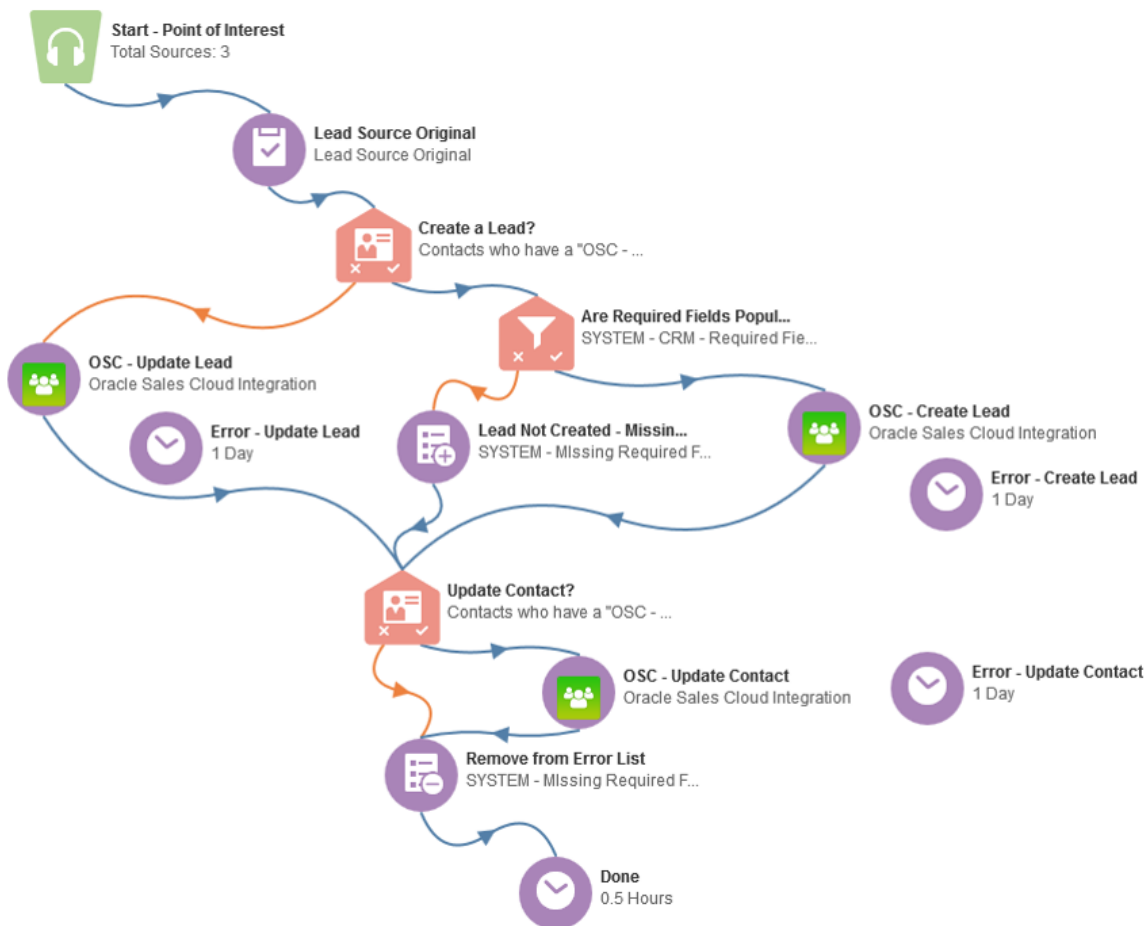 Start - Point of Interest
Total Sources: 3
Lead Source Original
Lead Source Original
Create a Lead?
Contacts who have a "OSC - ...
Are Required Fields Popul...
SYSTEM - CRM - Required Fie...
OSC - Update Lead
Oracle Sales Cloud Integration
Error - Update Lead
1 Day
Lead Not Created - Missin...
SYSTEM - MIssing Required F...
OSC - Create Lead
Oracle Sales Cloud Integration
Error - Create Lead
1 Day
Update Contact?
Contacts who have a "OSC - ...
OSC - Update Contact
Oracle Sales Cloud Integration
Error - Update Contact
1 Day
Remove from Error List
SYSTEM - MIssing Required F...
Done
0.5 Hours